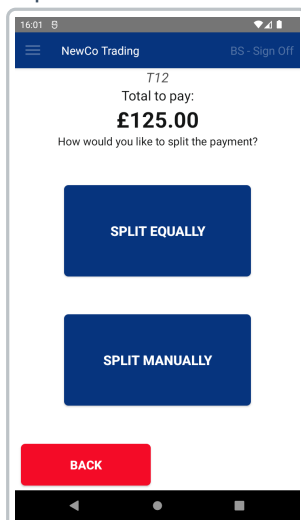 16:01
NewCo Trading
BS - Sign Off
T12
Total to pay:
£125.00
How would you like to split the payment?
SPLIT EQUALLY
SPLIT MANUALLY
BACK